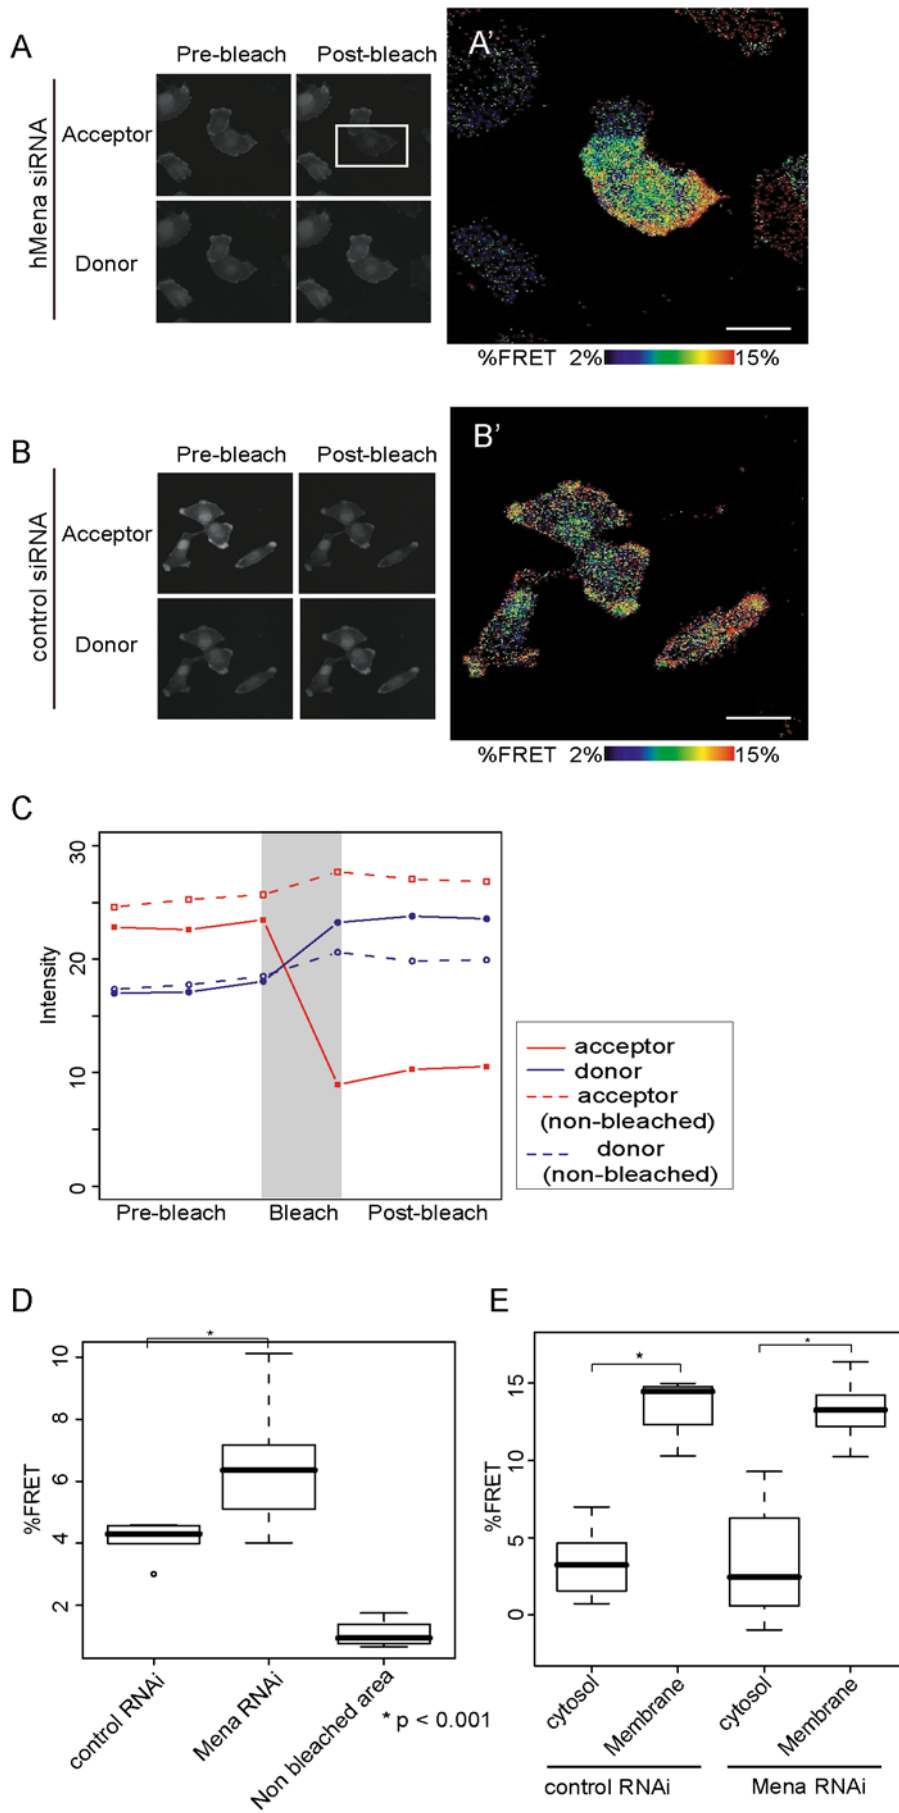 A
Pre-bleach Post-bleach
hMena siRNA
Acceptor
Donor
A'
%FRET 2% 15%
B
Pre-bleach Post-bleach
control siRNA
Acceptor
Donor
B'
%FRET 2% 15%
C
Intensity
30
20
10
0
Pre-bleach Bleach Post-bleach
acceptor
donor
acceptor
(non-bleached)
donor
(non-bleached)
D
%FRET
10
8
6
4
2
*
control RNAi
Mena RNAi
Non bleached area
* p < 0.001
E
%FRET
15
10
5
0
*
*
cytosol
Membrane
cytosol
Membrane
control RNAi
Mena RNAi